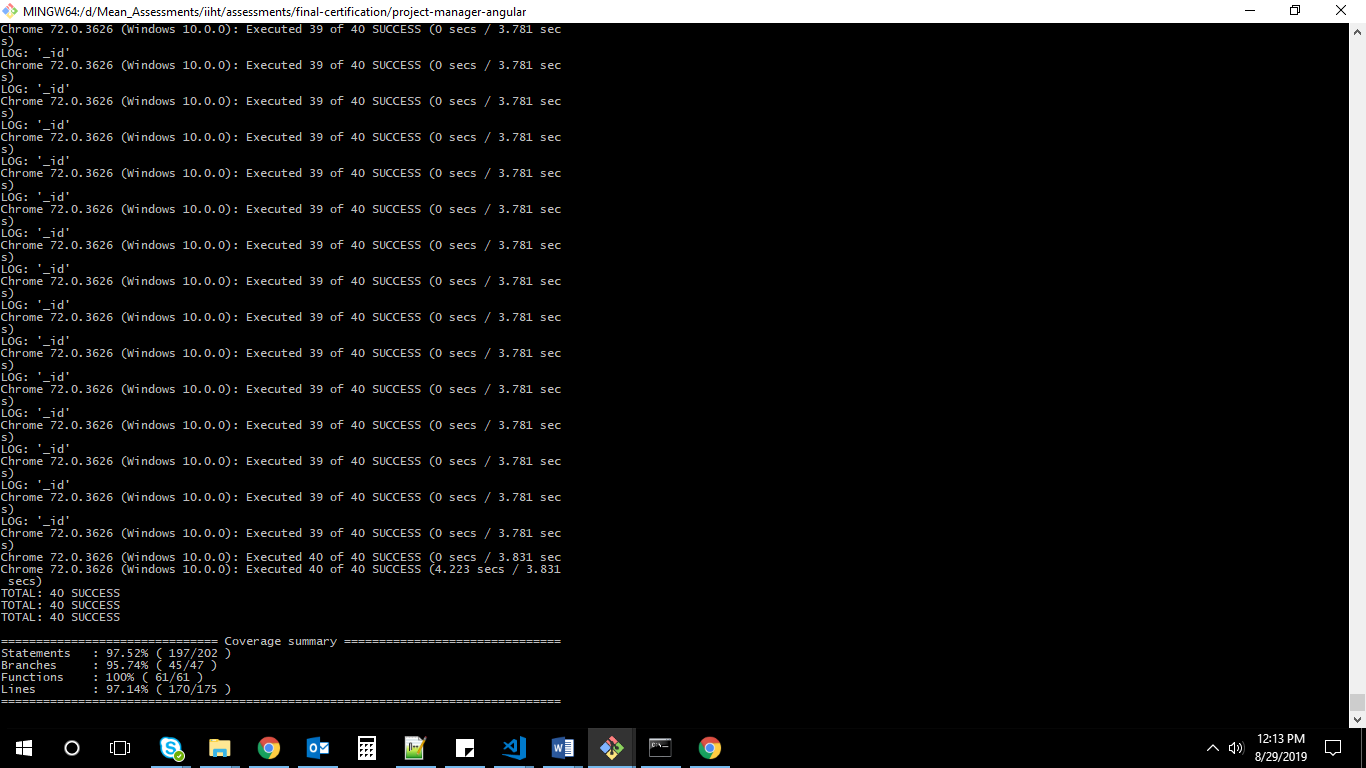 MINGW64:/d/Mean_Assessments/iiht/assessments/final-certification/project-manager-angular
Chrome 72.0.3626 (Windows 10.0.0): Executed 39 of 40 SUCCESS (0 secs / 3.781 sec
s)
LOG: '_id'
Chrome 72.0.3626 (Windows 10.0.0): Executed 39 of 40 SUCCESS (0 secs / 3.781 sec
s)
LOG: '_id'
Chrome 72.0.3626 (Windows 10.0.0): Executed 39 of 40 SUCCESS (0 secs / 3.781 sec
s)
LOG: '_id'
Chrome 72.0.3626 (Windows 10.0.0): Executed 39 of 40 SUCCESS (0 secs / 3.781 sec
s)
LOG: '_id'
Chrome 72.0.3626 (Windows 10.0.0): Executed 39 of 40 SUCCESS (0 secs / 3.781 sec
s)
LOG: '_id'
Chrome 72.0.3626 (Windows 10.0.0): Executed 39 of 40 SUCCESS (0 secs / 3.781 sec
s)
LOG: '_id'
Chrome 72.0.3626 (Windows 10.0.0): Executed 39 of 40 SUCCESS (0 secs / 3.781 sec
s)
LOG: '_id'
Chrome 72.0.3626 (Windows 10.0.0): Executed 39 of 40 SUCCESS (0 secs / 3.781 sec
s)
LOG: '_id'
Chrome 72.0.3626 (Windows 10.0.0): Executed 39 of 40 SUCCESS (0 secs / 3.781 sec
s)
LOG: '_id'
Chrome 72.0.3626 (Windows 10.0.0): Executed 39 of 40 SUCCESS (0 secs / 3.781 sec
s)
LOG: '_id'
Chrome 72.0.3626 (Windows 10.0.0): Executed 39 of 40 SUCCESS (0 secs / 3.781 sec
s)
LOG: '_id'
Chrome 72.0.3626 (Windows 10.0.0): Executed 39 of 40 SUCCESS (0 secs / 3.781 sec
s)
LOG: '_id'
Chrome 72.0.3626 (Windows 10.0.0): Executed 39 of 40 SUCCESS (0 secs / 3.781 sec
s)
LOG: '_id'
Chrome 72.0.3626 (Windows 10.0.0): Executed 39 of 40 SUCCESS (0 secs / 3.781 sec
s)
LOG: '_id'
Chrome 72.0.3626 (Windows 10.0.0): Executed 39 of 40 SUCCESS (0 secs / 3.781 sec
s)
Chrome 72.0.3626 (Windows 10.0.0): Executed 40 of 40 SUCCESS (0 secs / 3.831 sec
Chrome 72.0.3626 (Windows 10.0.0): Executed 40 of 40 SUCCESS (4.223 secs / 3.831
 secs)
TOTAL: 40 SUCCESS
TOTAL: 40 SUCCESS
TOTAL: 40 SUCCESS
=============================== Coverage summary ===============================
Statements   : 97.52% ( 197/202 )
Branches     : 95.74% ( 45/47 )
Functions    : 100% ( 61/61 )
Lines        : 97.14% ( 170/175 )
================================================================================
12:13 PM
8/29/2019